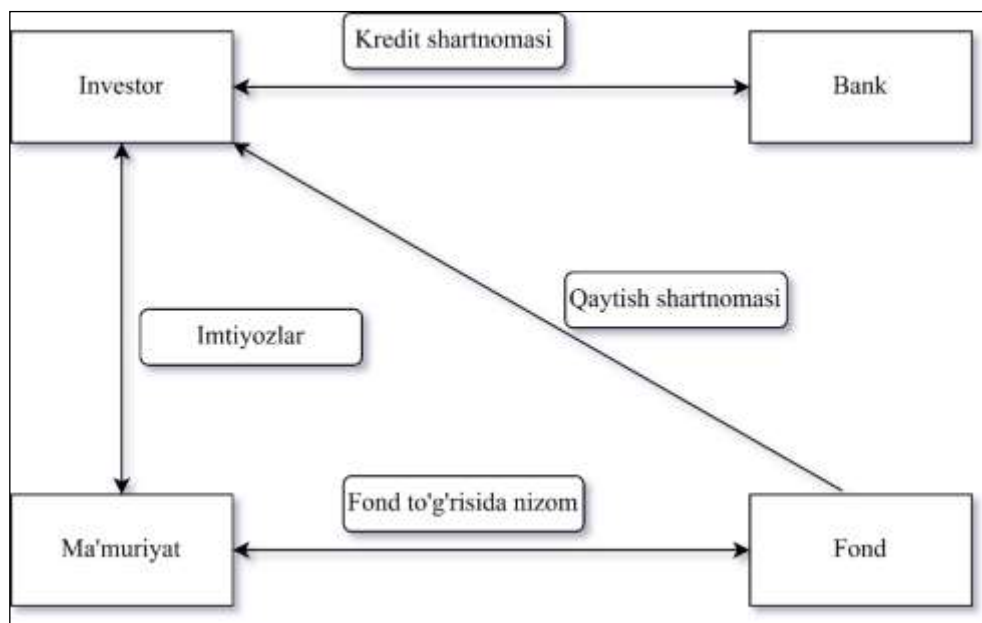 Kredit shartnomasi
Investor
Bank
Qaytish shartnomasi
Imtiyozlar
Fond to'g'risida nizom
Ma'muriyat
Fond